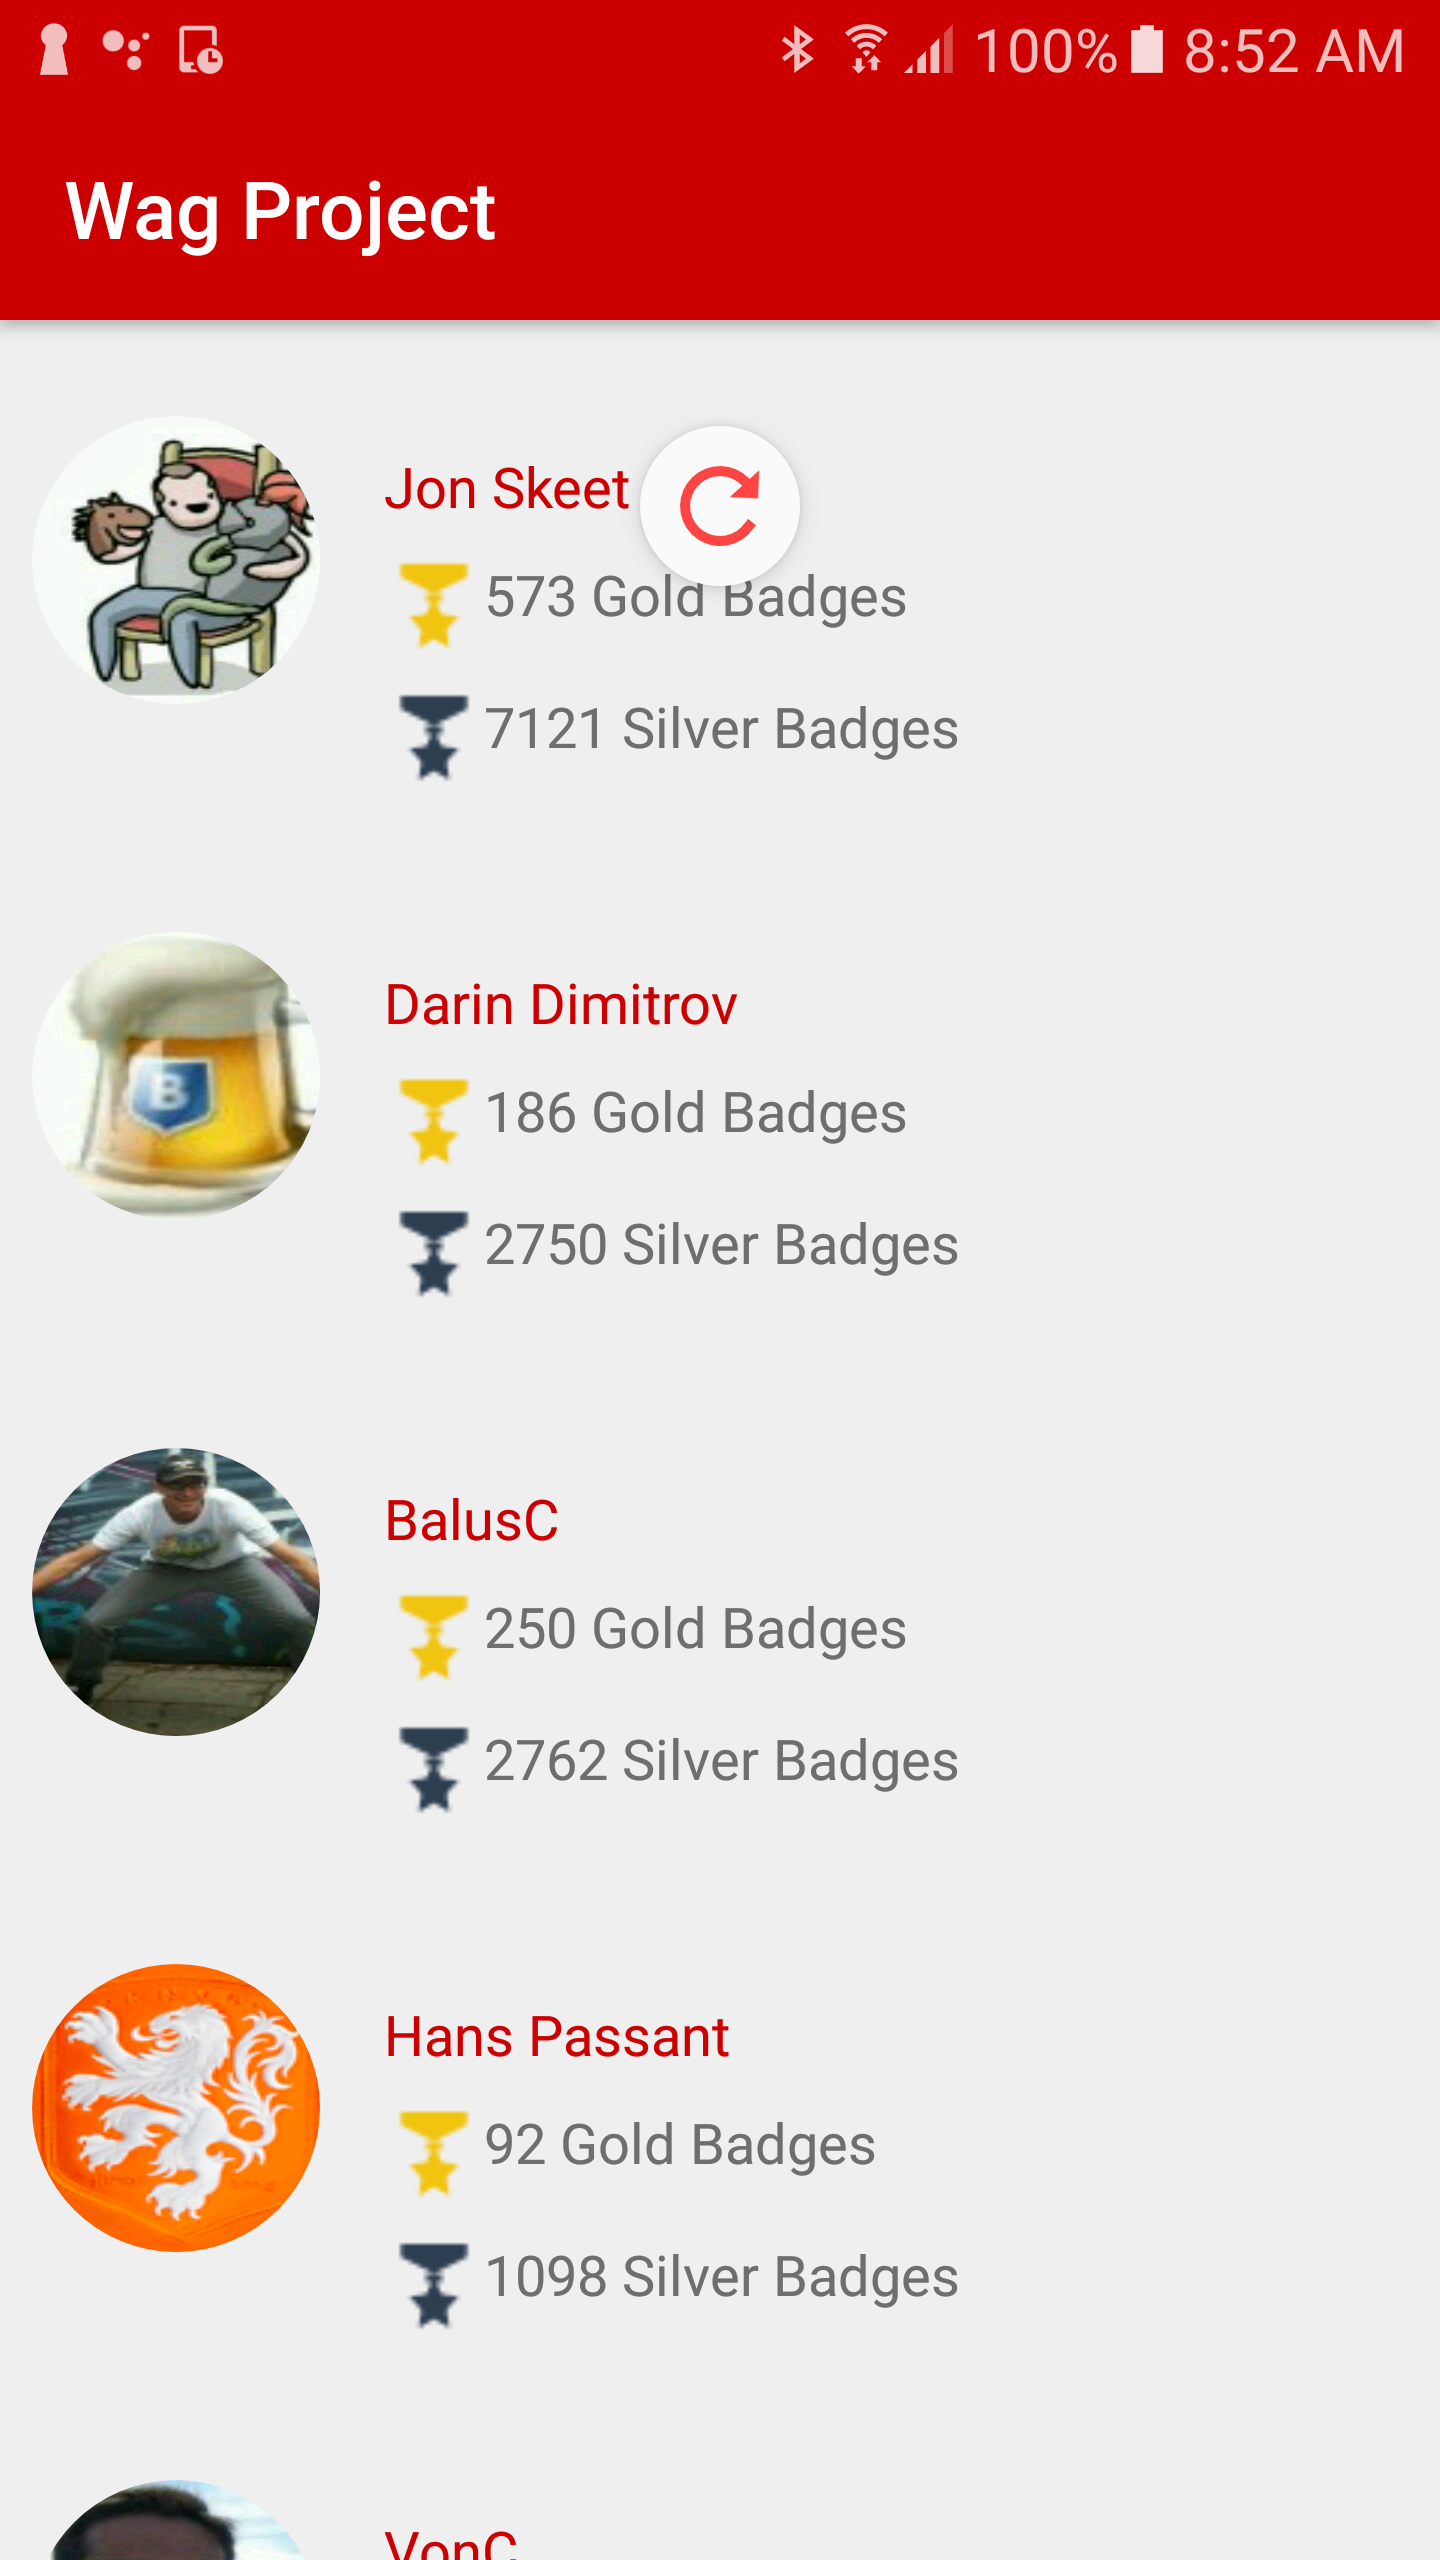 100% 8:52 AM
Wag Project
Jon Skeet
573 Gold Badges
7121 Silver Badges
Darin Dimitrov
B
186 Gold Badges
2750 Silver Badges
BalusC
250 Gold Badges
2762 Silver Badges
Hans Passant
92 Gold Badges
1098 Silver Badges
VonC